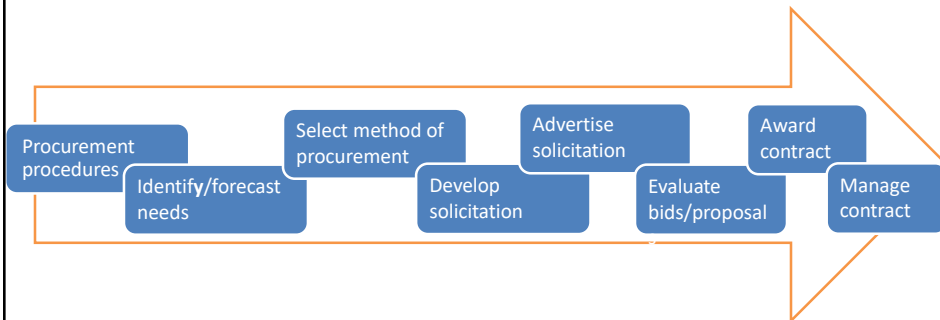 Procurement
procedures
Identify/forecast
needs
Select method of
procurement
Develop
solicitation
Advertise
solicitation
Evaluate
bids/proposal
Award
contract
Manage
contract